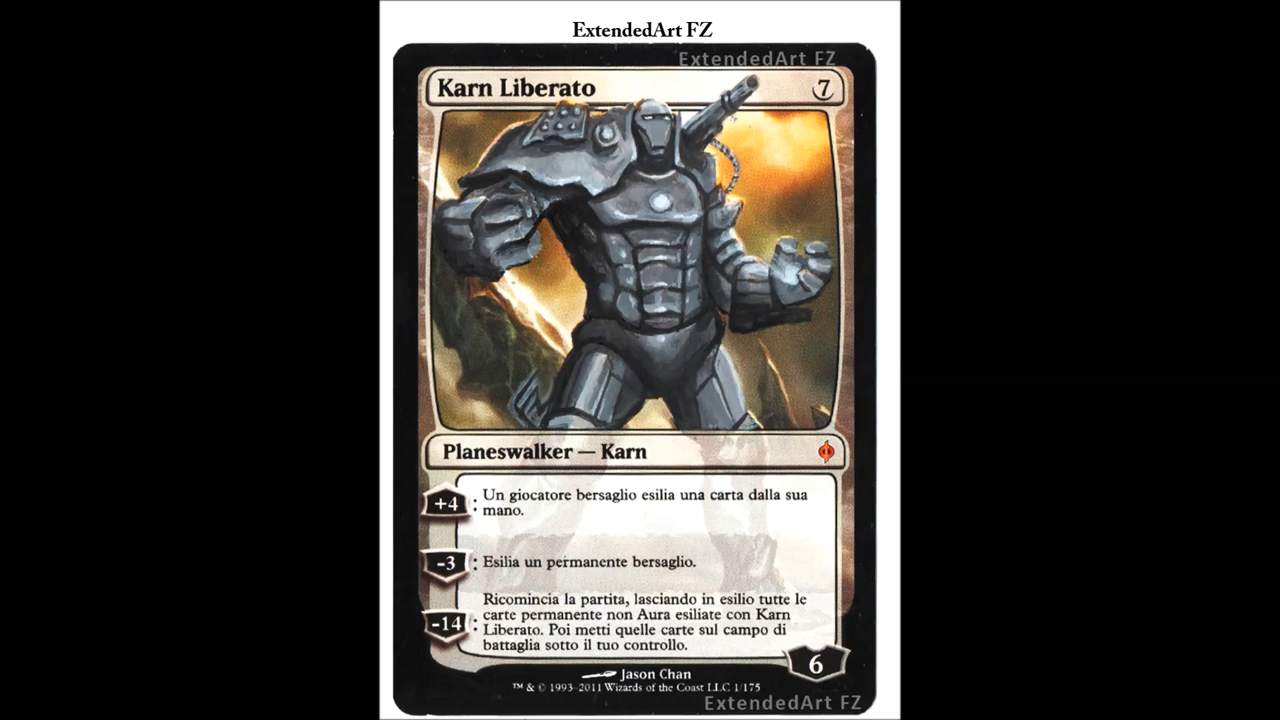 ExtendedArt FZ
ExtendedArt FZ
Karn Liberato
7
Planeswalker — Karn
+4 : Un giocatore bersaglio esilia una carta dalla sua
mano.
-3 : Esilia un permanente bersaglio.
Ricomincia la partita, lasciando in esilio tutte le
carte permanente non Aura esiliate con Karn
-14 : Liberato. Poi metti quelle carte sul campo di
battaglia sotto il tuo controllo.
6
Jason Chan
™ & © 1993-2011 Wizards of the Coast LLC 1/175
ExtendedArt FZ